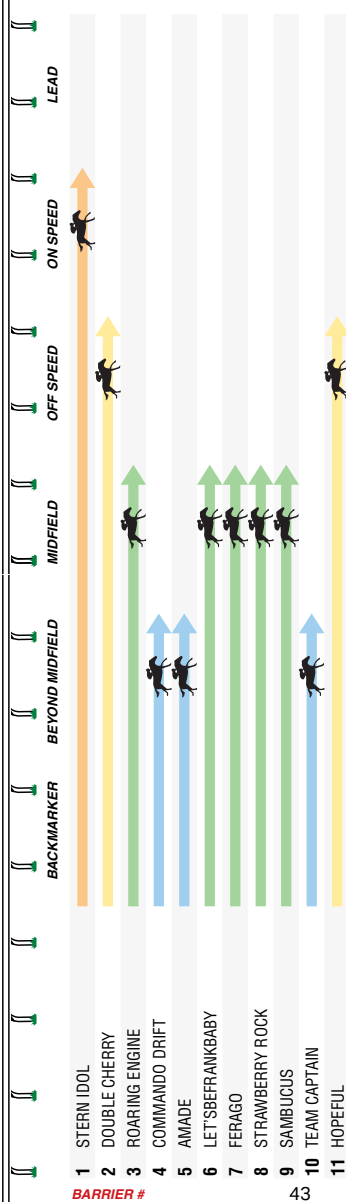 LEAD
ON SPEED
OFF SPEED
MIDFIELD
BEYOND MIDFIELD
BACKMARKER
1 STERN IDOL
2 DOUBLE CHERRY
3 ROARING ENGINE
4 COMMANDO DRIFT
5 AMADE
6 LET'SBEFRANKBABY
7 FERAGO
8 STRAWBERRY ROCK
9 SAMBUCUS
10 TEAM CAPTAIN
11 HOPEFUL
BARRIER #
43